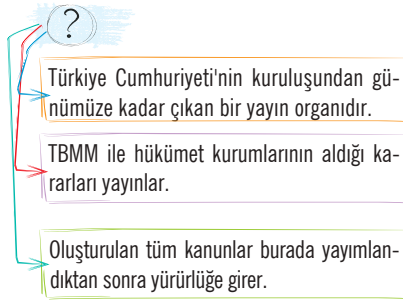 ?
Türkiye Cumhuriyeti'nin kuruluşundan gü-
nümüze kadar çıkan bir yayın organıdır.
TBMM ile hükümet kurumlarının aldığı ka-
rarları yayınlar.
Oluşturulan tüm kanunlar burada yayımlan-
dıktan sonra yürürlüğe girer.